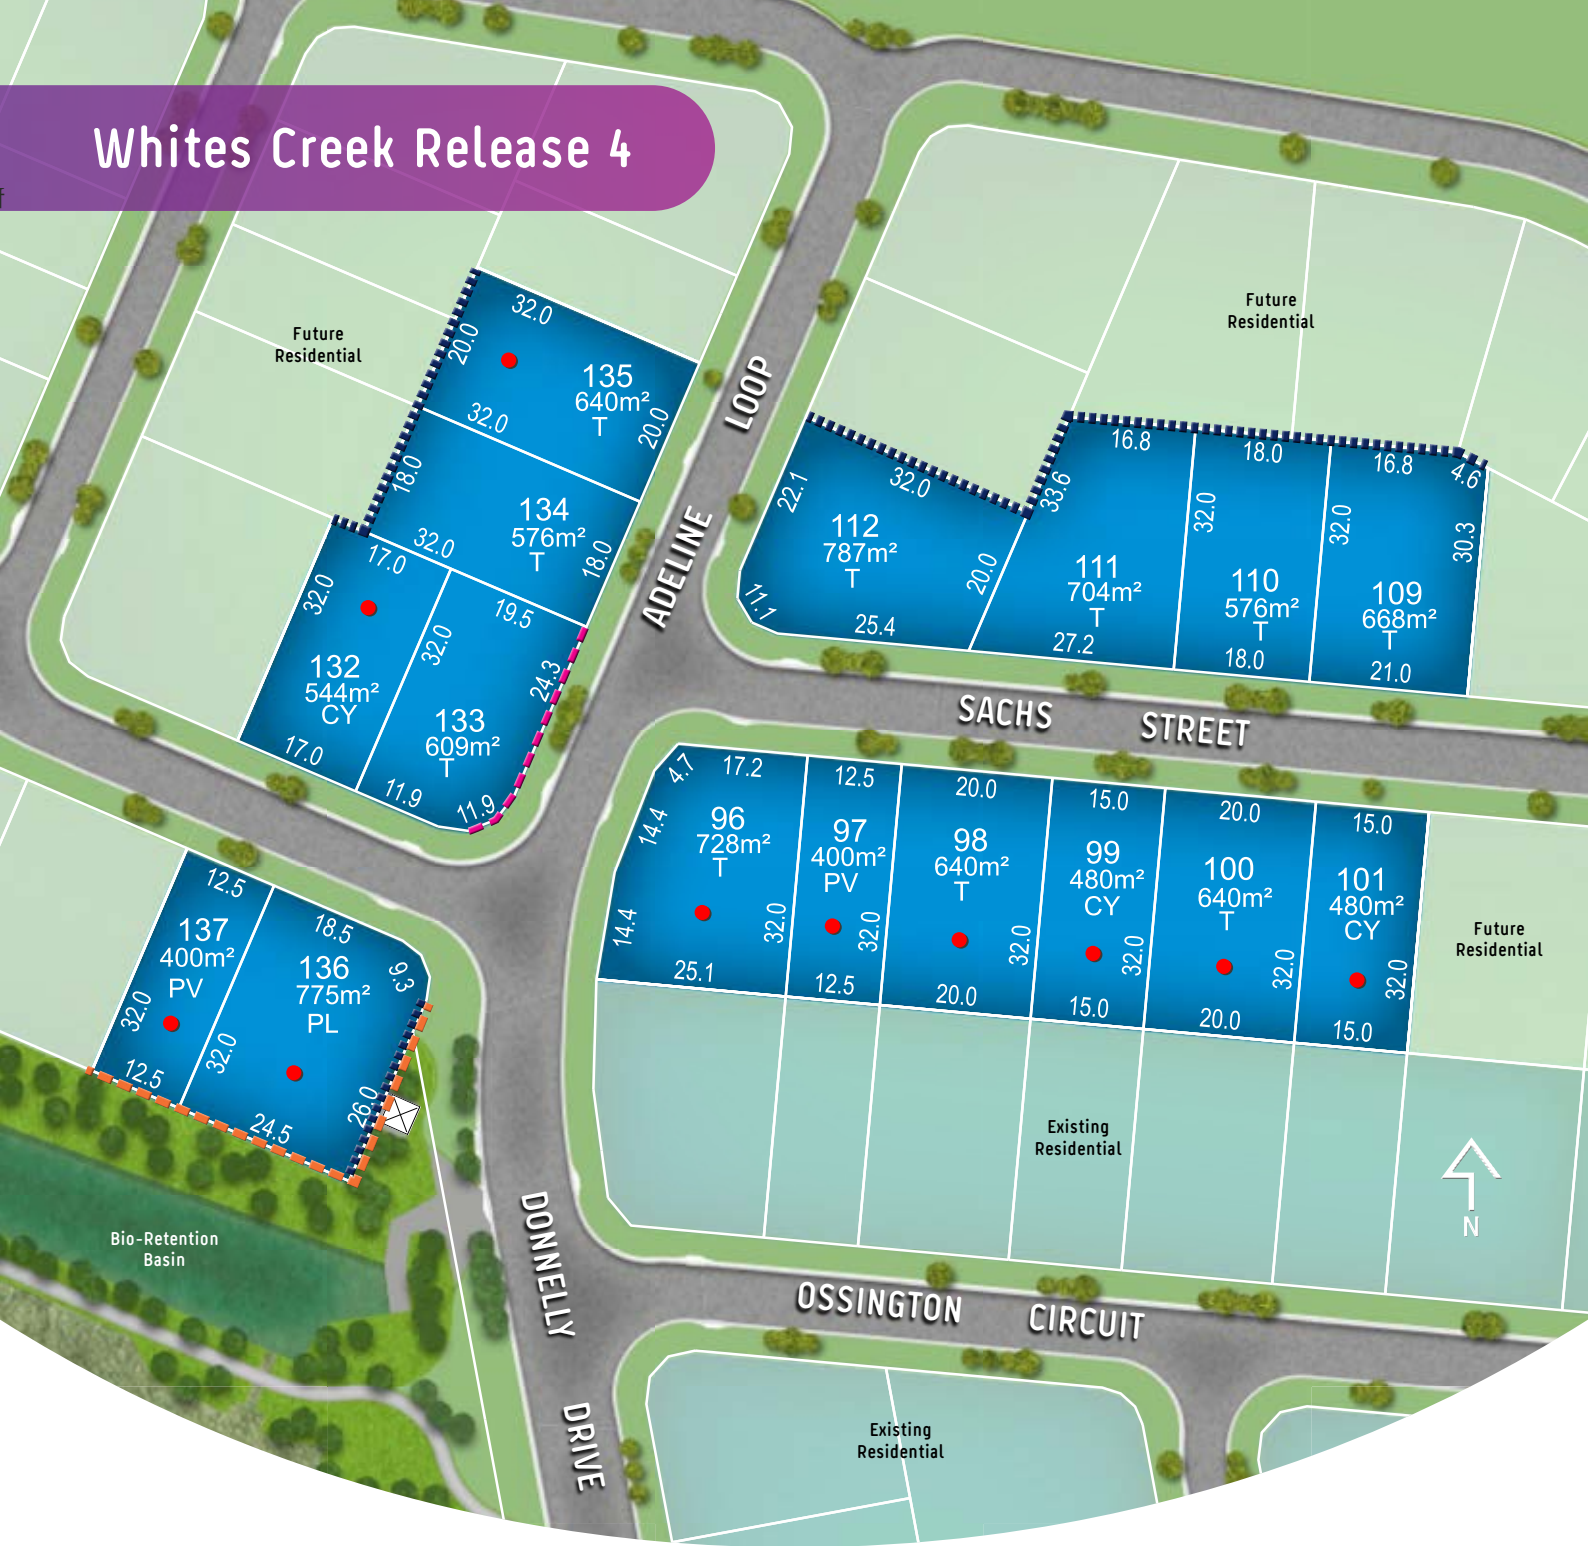 Whites Creek Release 4
f
Future
Residential
Future
Residential
32.0
20.0
135
640m²
T
20.0
32.0
18.0
134
576m²
T
18.0
32.0
17.0
32.0
132
544m²
CY
17.0
19.5
32.0
24.3
133
609m²
T
11.9
11.9
ADELINE
LOOP
22.1
32.0
112
787m²
T
11.1
25.4
20.0
33.6
16.8
111
704m²
T
27.2
18.0
32.0
110
576m²
T
18.0
16.8
4.6
32.0
30.3
109
668m²
T
21.0
SACHS
STREET
4.7
17.2
14.4
96
728m²
T
14.4
32.0
25.1
12.5
97
400m²
PV
32.0
12.5
20.0
98
640m²
T
32.0
20.0
15.0
99
480m²
CY
32.0
15.0
20.0
100
640m²
T
32.0
20.0
15.0
101
480m²
CY
32.0
15.0
Future
Residential
12.5
137
400m²
PV
32.0
12.5
18.5
9.3
136
775m²
PL
32.0
26.0
24.5
Existing
Residential
N
Bio-Retention
Basin
DONNELLY
DRIVE
OSSINGTON
CIRCUIT
Existing
Residential